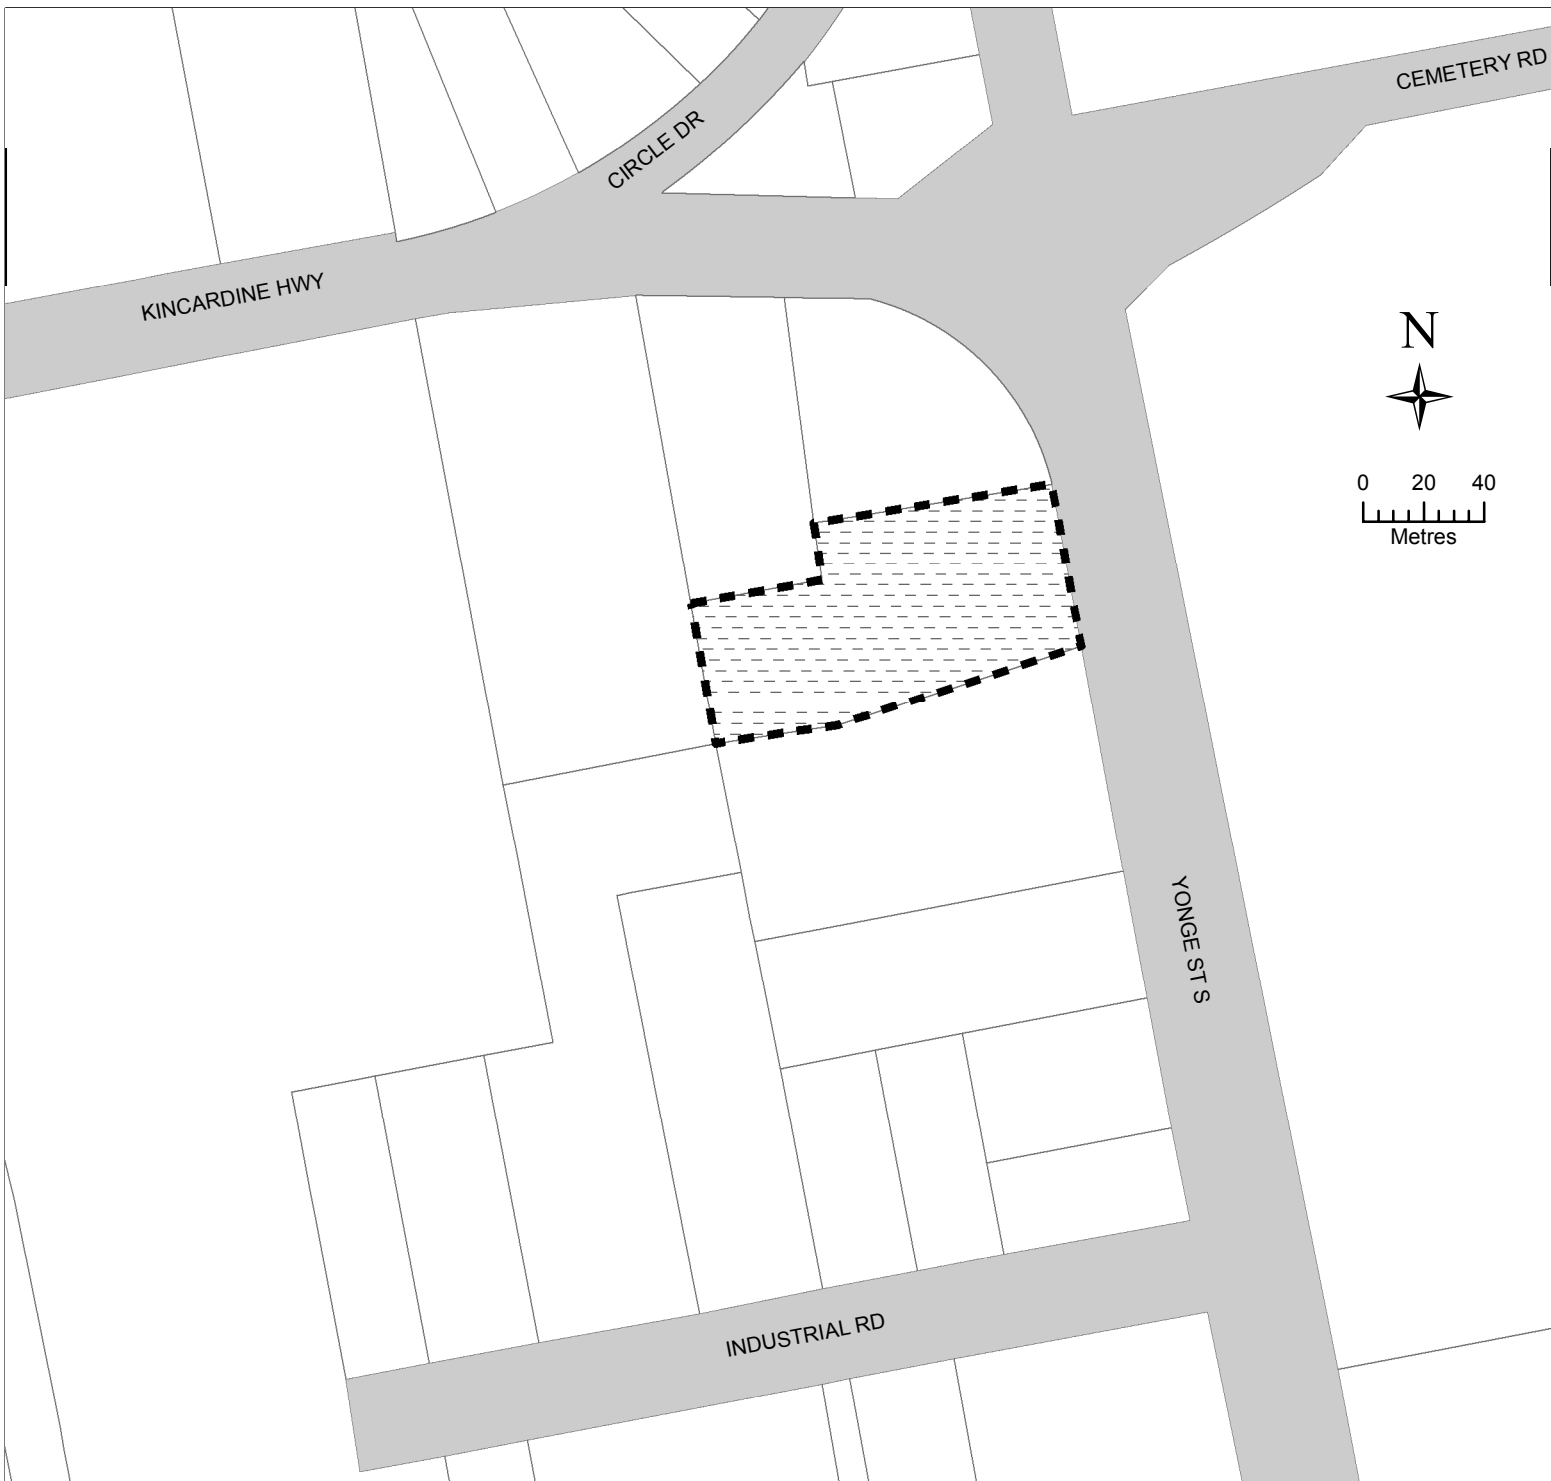 CEMETERY RD
CIRCLE DR
KINCARDINE HWY
N
0 20 40
Metres
YONGE ST S
INDUSTRIAL RD